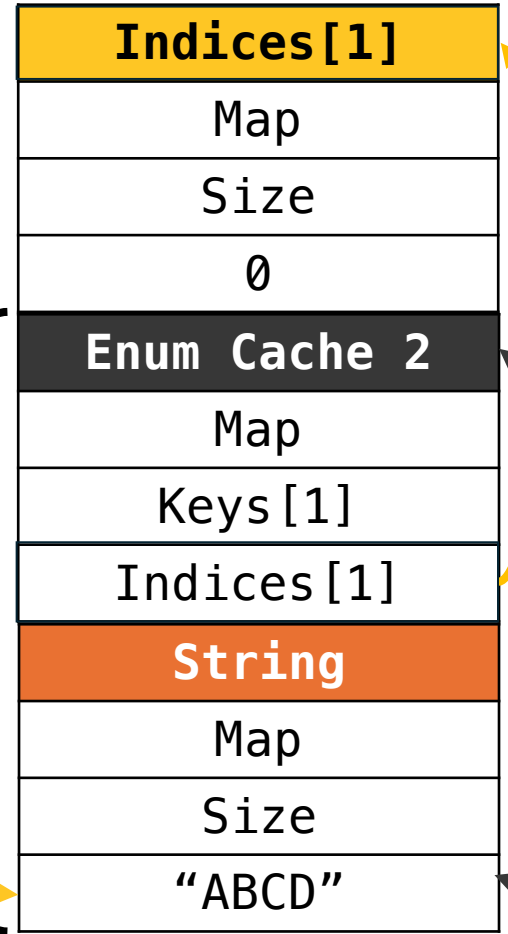 Indices[1]
Map
Size
0
Enum Cache 2
Map
Keys[1]
Indices[1]
String
Map
Size
“ABCD”